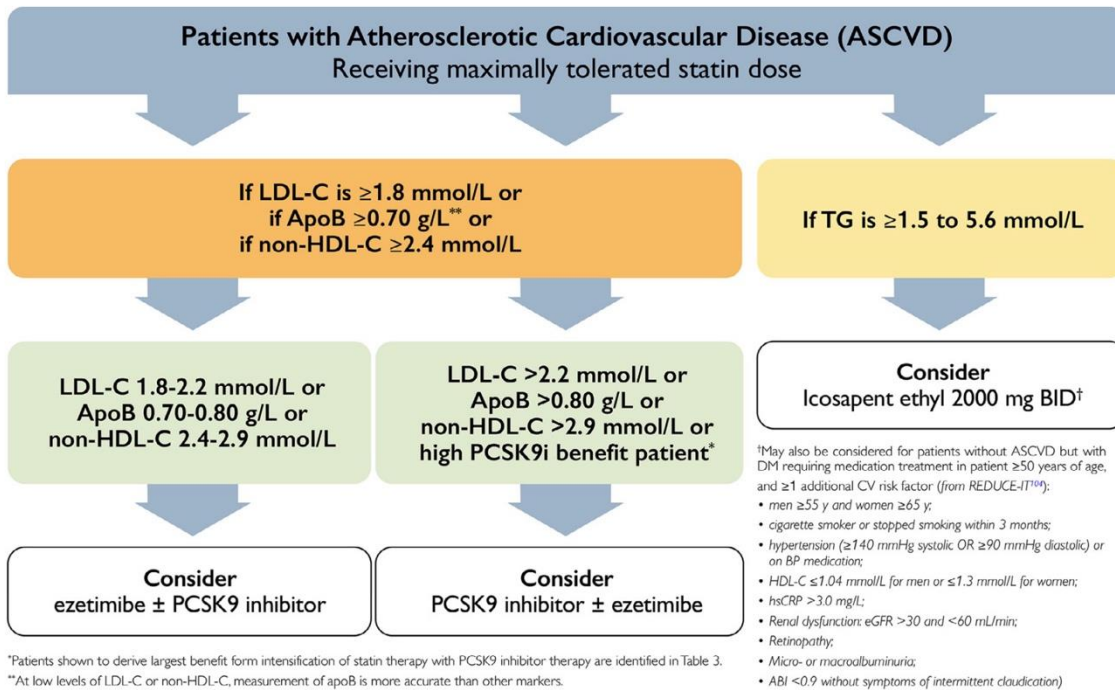 Patients with Atherosclerotic Cardiovascular Disease (ASCVD)
Receiving maximally tolerated statin dose
If LDL-C is ≥1.8 mmol/L or
if ApoB ≥0.70 g/L** or
if non-HDL-C ≥2.4 mmol/L
If TG is ≥1.5 to 5.6 mmol/L
LDL-C 1.8-2.2 mmol/L or
ApoB 0.70-0.80 g/L or
non-HDL-C 2.4-2.9 mmol/L
LDL-C >2.2 mmol/L or
ApoB >0.80 g/L or
non-HDL-C >2.9 mmol/L or
high PCSK9i benefit patient*
Consider
Icosapent ethyl 2000 mg BID†
Consider
ezetimibe ± PCSK9 inhibitor
Consider
PCSK9 inhibitor ± ezetimibe
†May also be considered for patients without ASCVD but with
DM requiring medication treatment in patient ≥50 years of age,
and ≥1 additional CV risk factor (from REDUCE-IT104):
• men ≥55 y and women ≥65 y;
• cigarette smoker or stopped smoking within 3 months;
• hypertension (≥140 mmHg systolic OR ≥90 mmHg diastolic) or
on BP medication;
• HDL-C ≤1.04 mmol/L for men or ≤1.3 mmol/L for women;
• hsCRP >3.0 mg/L;
• Renal dysfunction: eGFR >30 and <60 mL/min;
• Retinopathy;
• Micro- or macroalbuminuria;
• ABI <0.9 without symptoms of intermittent claudication)
*Patients shown to derive largest benefit form intensification of statin therapy with PCSK9 inhibitor therapy are identified in Table 3.
**At low levels of LDL-C or non-HDL-C, measurement of apoB is more accurate than other markers.